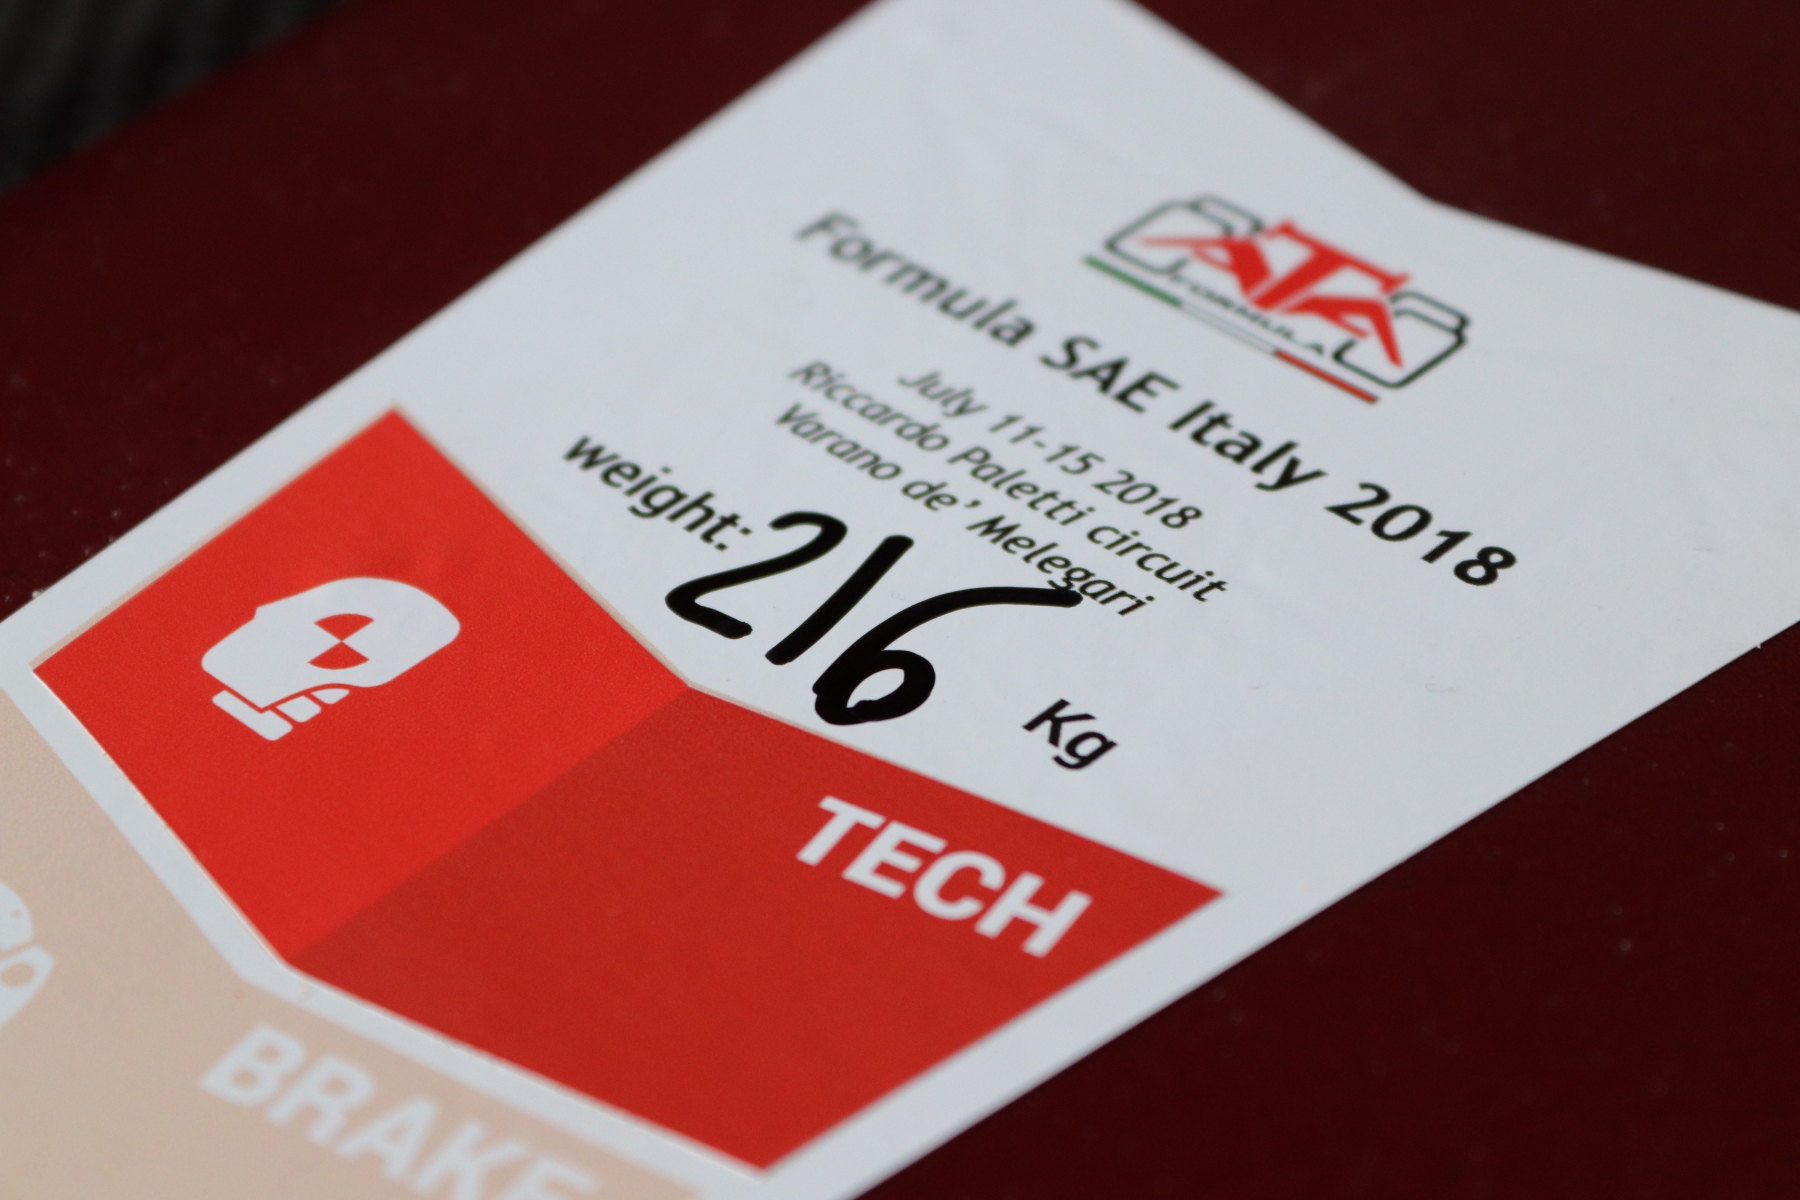 ATA
FORMULA
Formula SAE Italy 2018
July 11-15 2018
Riccardo Paletti circuit
Varano de' Melegari
weight: 216 Kg
TECH
BRAKE